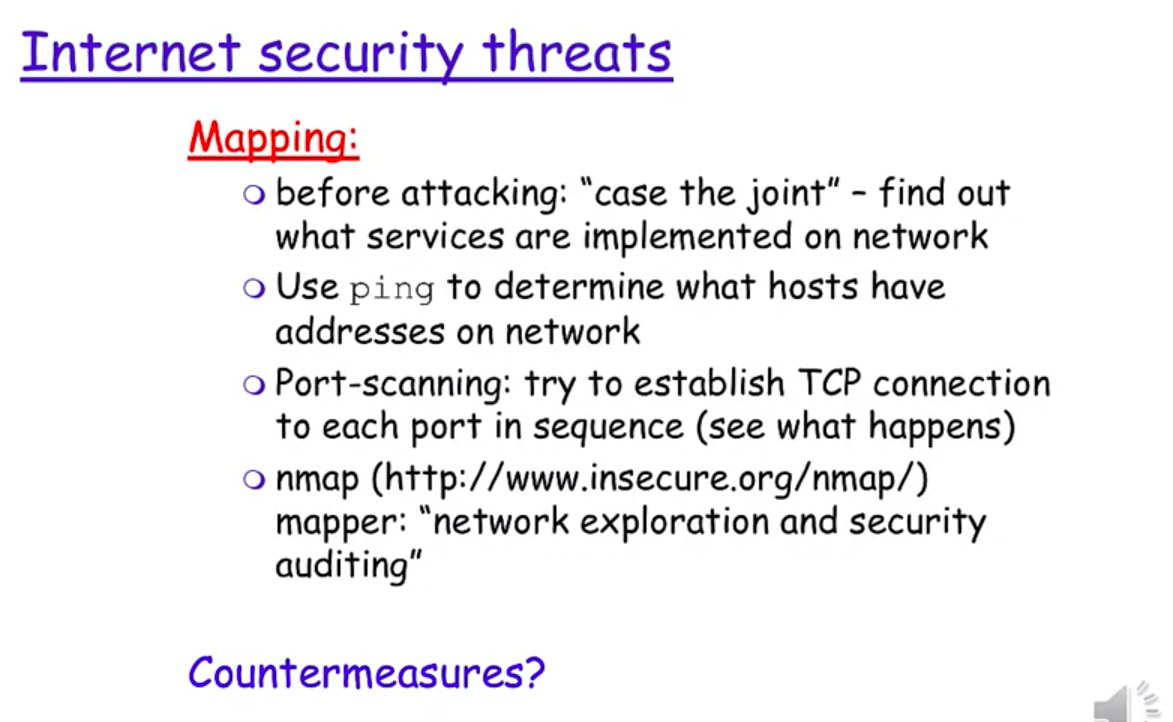 Internet security threats
Mapping:
before attacking: “case the joint” – find out
what services are implemented on network
Use ping to determine what hosts have
addresses on network
Port-scanning: try to establish TCP connection
to each port in sequence (see what happens)
nmap (http://www.insecure.org/nmap/)
mapper: “network exploration and security
auditing”
Countermeasures?